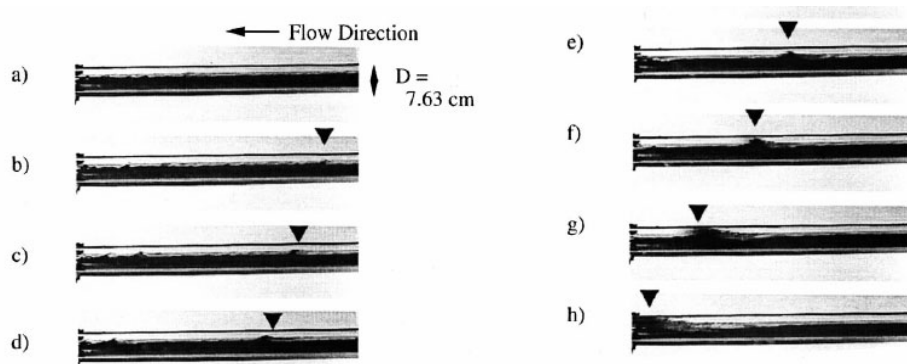 Flow Direction
a)
D =
7.63 cm
b)
c)
d)
e)
f)
g)
h)